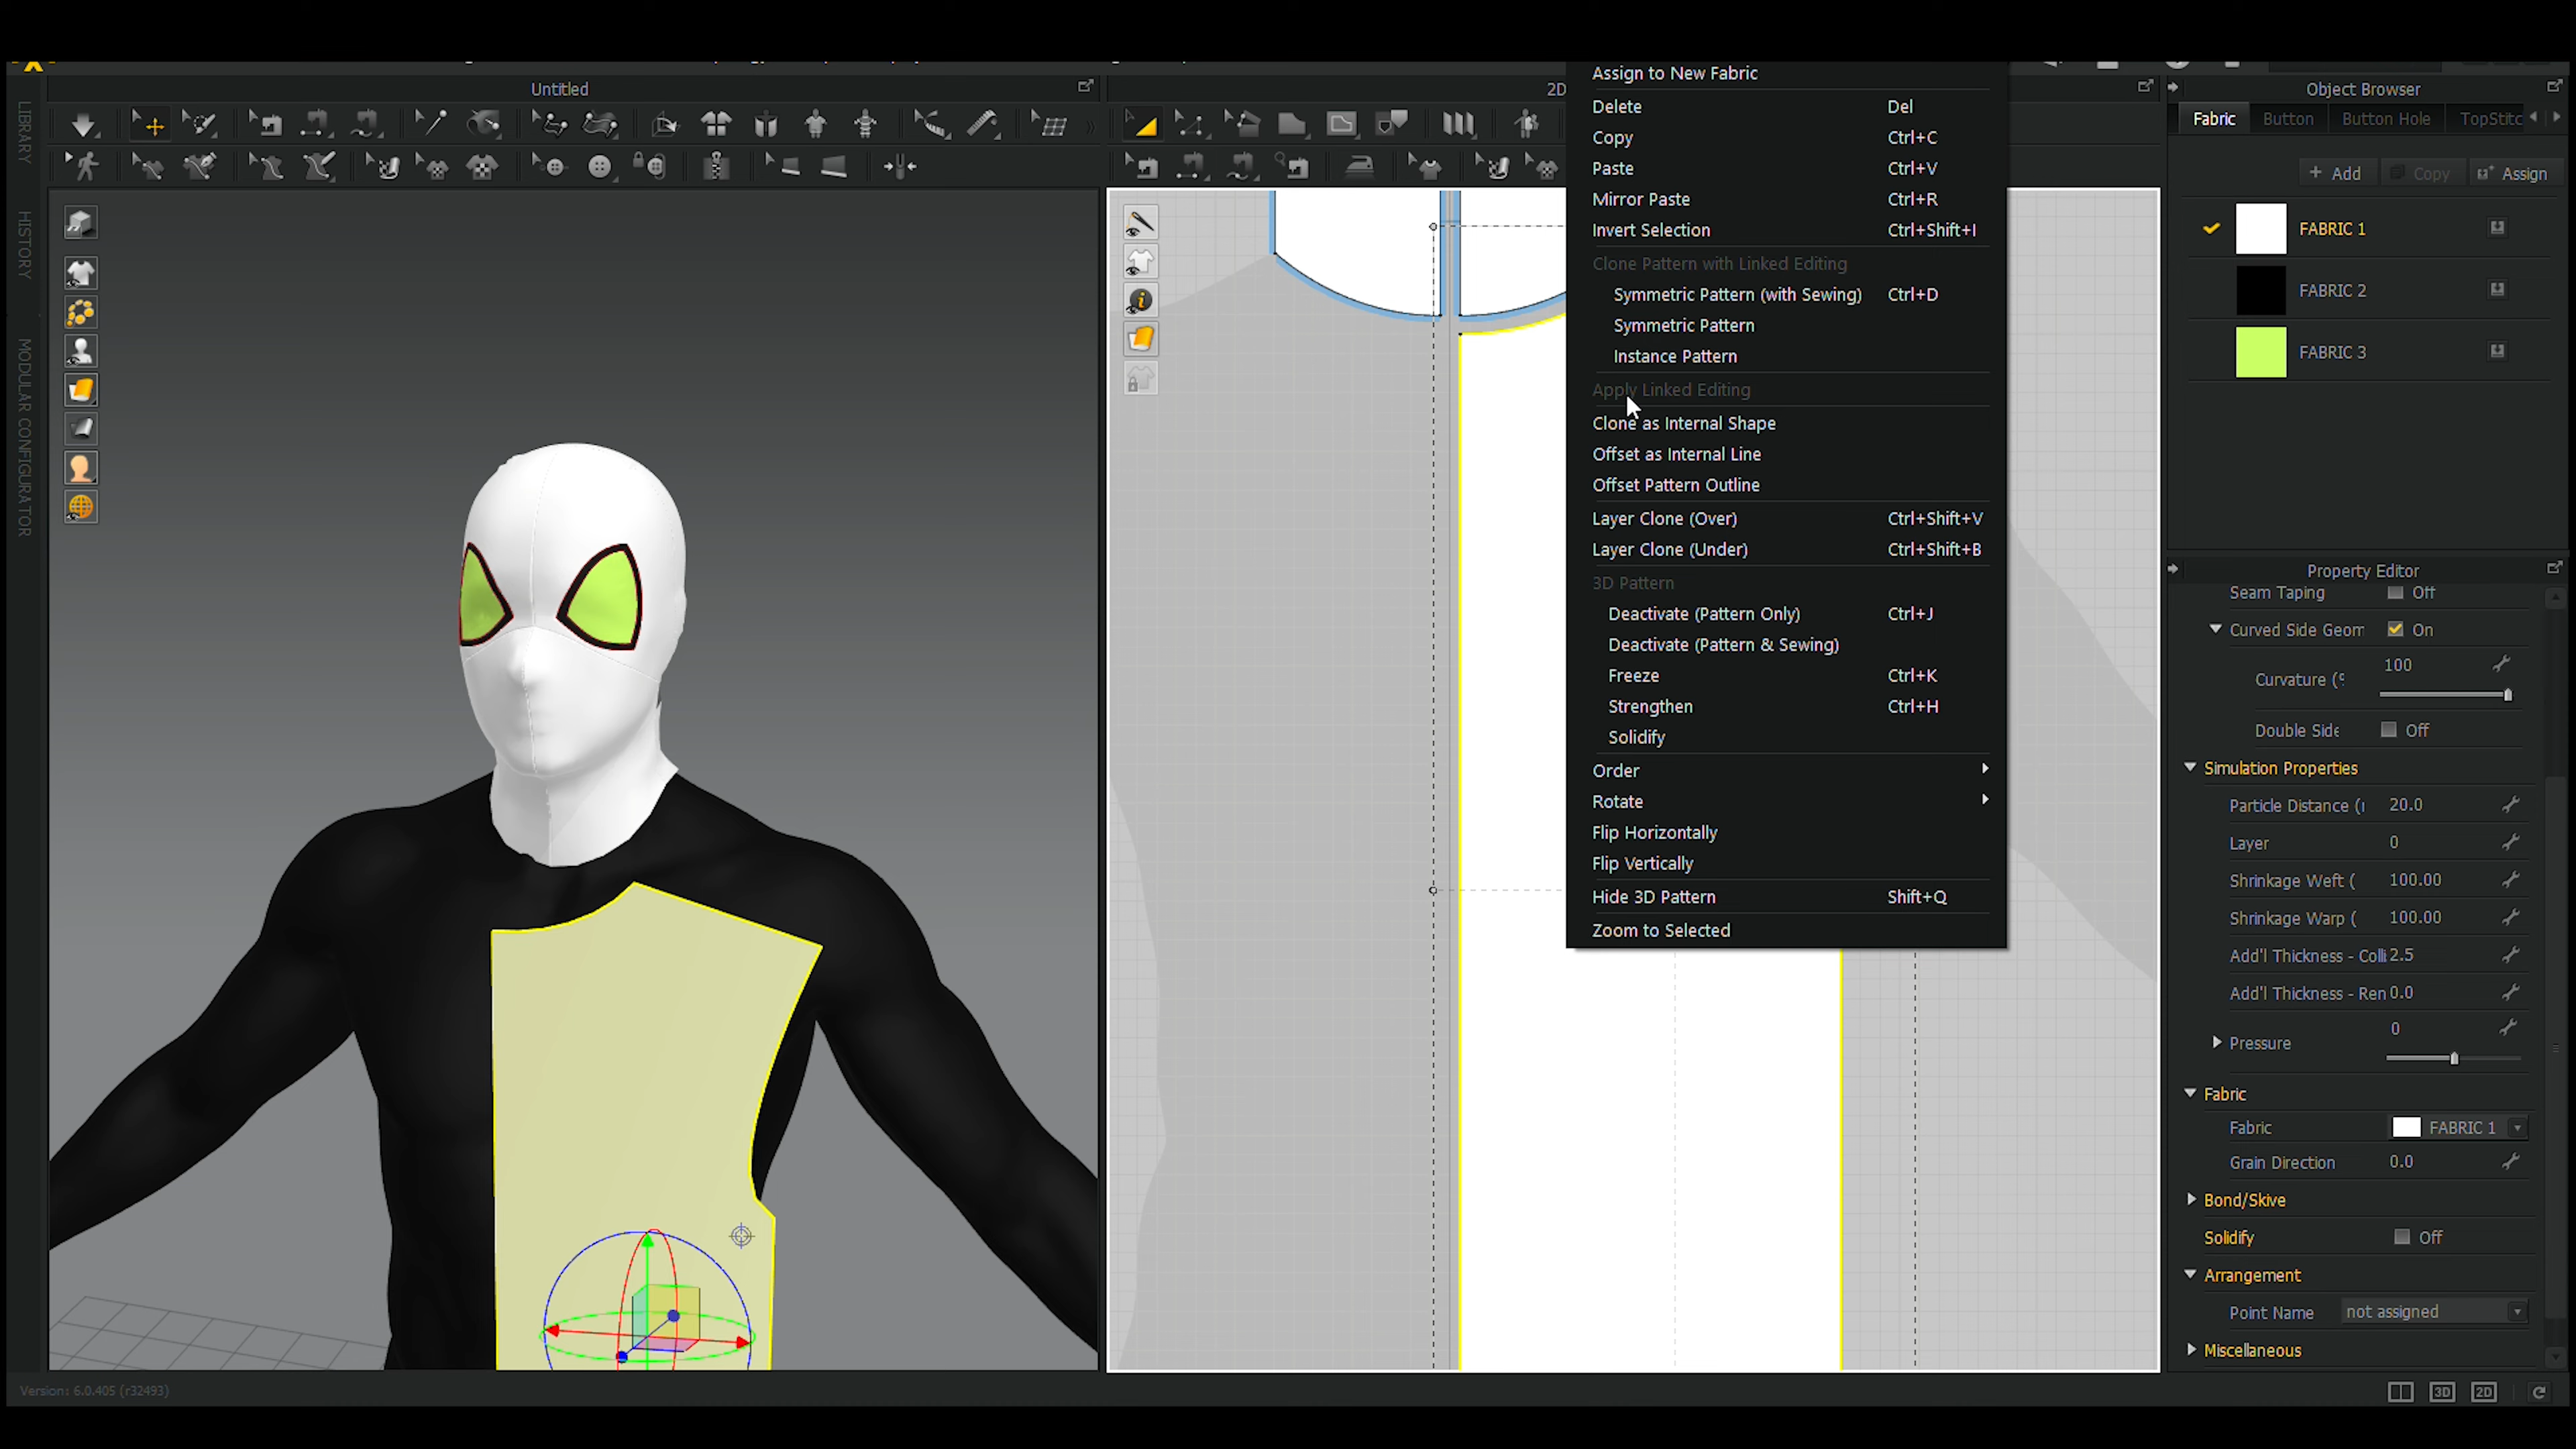 Untitled
2D
Object Browser
LIBRARY
HISTORY
MODULAR CONFIGURATOR
Assign to New Fabric
Delete Del
Copy Ctrl+C
Paste Ctrl+V
Mirror Paste Ctrl+R
Invert Selection Ctrl+Shift+I
Clone Pattern with Linked Editing
Symmetric Pattern (with Sewing) Ctrl+D
Symmetric Pattern
Instance Pattern
Apply Linked Editing
Clone as Internal Shape
Offset as Internal Line
Offset Pattern Outline
Layer Clone (Over) Ctrl+Shift+V
Layer Clone (Under) Ctrl+Shift+B
3D Pattern
Deactivate (Pattern Only) Ctrl+J
Deactivate (Pattern & Sewing)
Freeze Ctrl+K
Strengthen Ctrl+H
Solidify
Order
Rotate
Flip Horizontally
Flip Vertically
Hide 3D Pattern Shift+Q
Zoom to Selected
Fabric Button Button Hole TopStitc
+ Add Copy Assign
FABRIC 1
FABRIC 2
FABRIC 3
Property Editor
Seam Taping Off
Curved Side Geom On
100
Curvature (%
Double Side Off
Simulation Properties
Particle Distance (r 20.0
Layer 0
Shrinkage Weft ( 100.00
Shrinkage Warp ( 100.00
Add'l Thickness - Colli 2.5
Add'l Thickness - Ren 0.0
0
Pressure
Fabric
Fabric FABRIC 1
Grain Direction 0.0
Bond/Skive
Solidify Off
Arrangement
Point Name not assigned
Miscellaneous
Version: 6.0.405 (r32493)
3D 2D